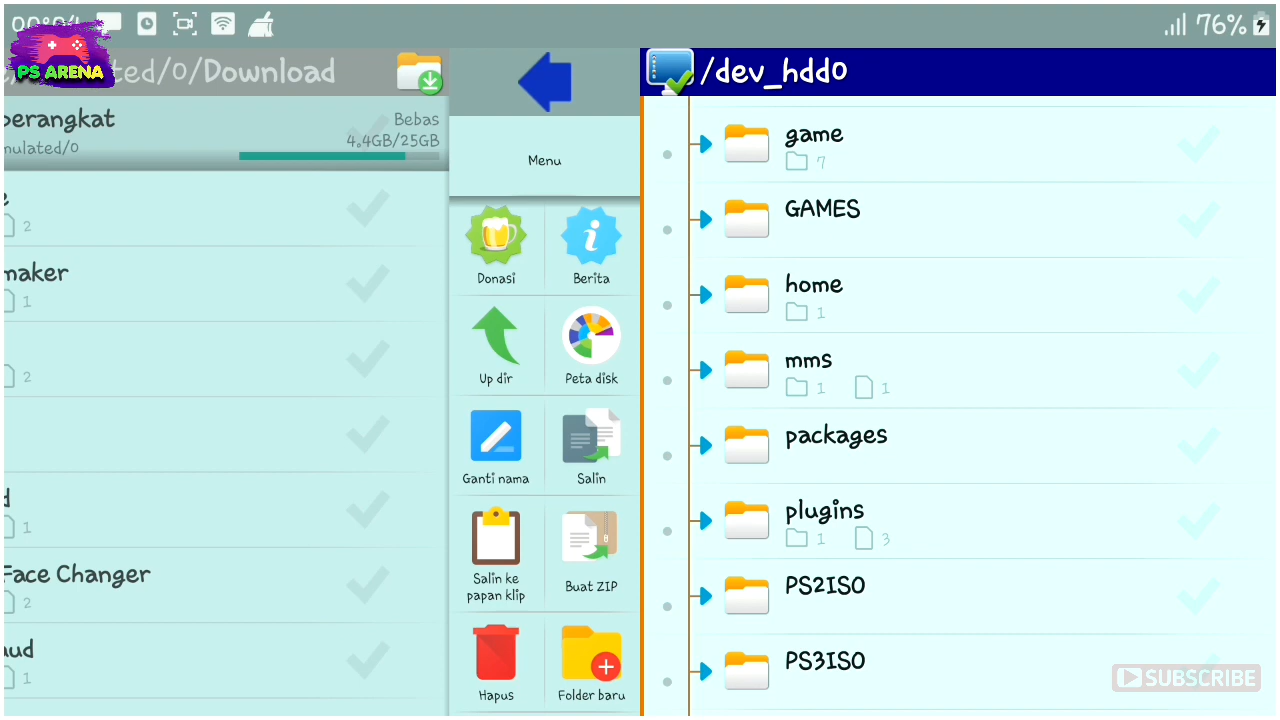 76%
PS ARENA
ted/0/Download
/dev_hdd0
perangkat
Bebas
mulated/0
4.4GB/25GB
Menu
2
maker
1
2
d
1
Face Changer
2
aud
1
Donasi
Berita
Up dir
Peta disk
Ganti nama
Salin
Salin ke
papan klip
Buat ZIP
Hapus
Folder baru
game
7
GAMES
home
1
mms
1
1
packages
plugins
1
3
PS2ISO
PS3ISO
SUBSCRIBE